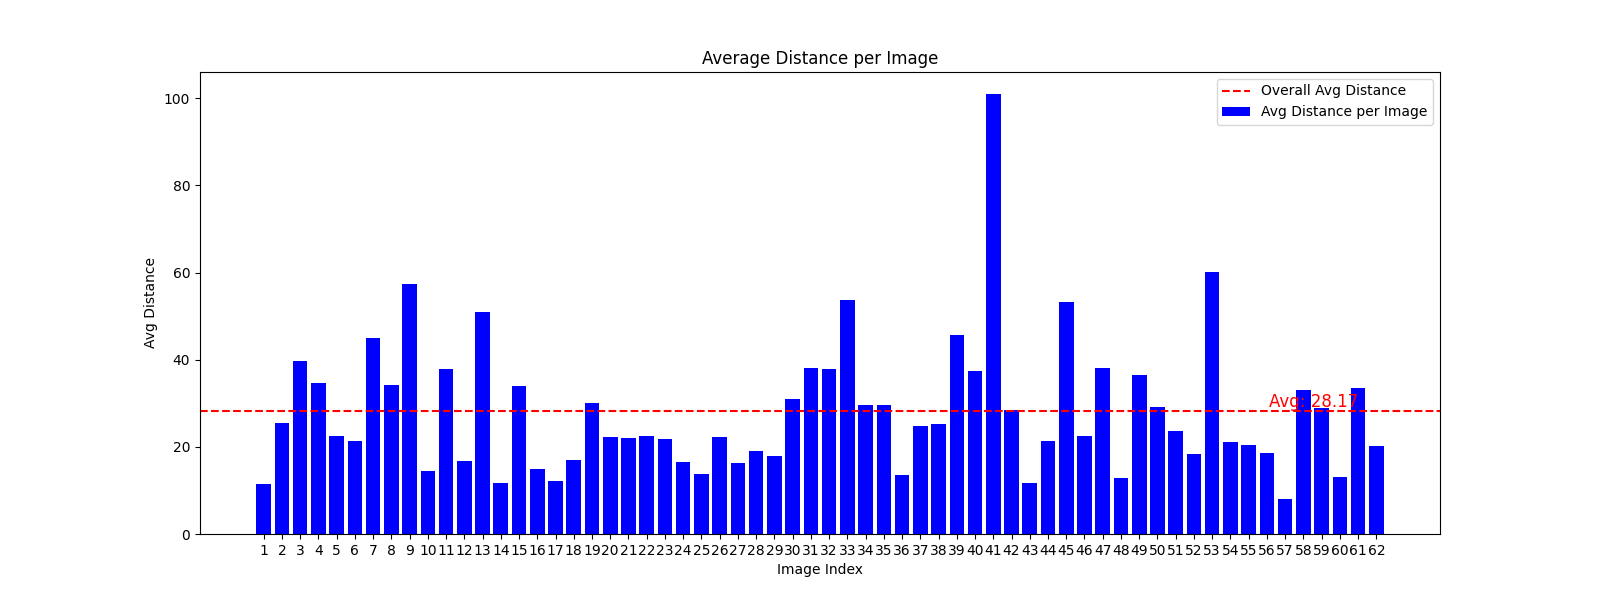 Average Distance per Image
Overall Avg Distance
Avg Distance per Image
Avg Distance
100
80
60
40
20
0
Avg: 28.17
1 2 3 4 5 6 7 8 9 10 11 12 13 14 15 16 17 18 19 20 21 22 23 24 25 26 27 28 29 30 31 32 33 34 35 36 37 38 39 40 41 42 43 44 45 46 47 48 49 50 51 52 53 54 55 56 57 58 59 60 61 62
Image Index